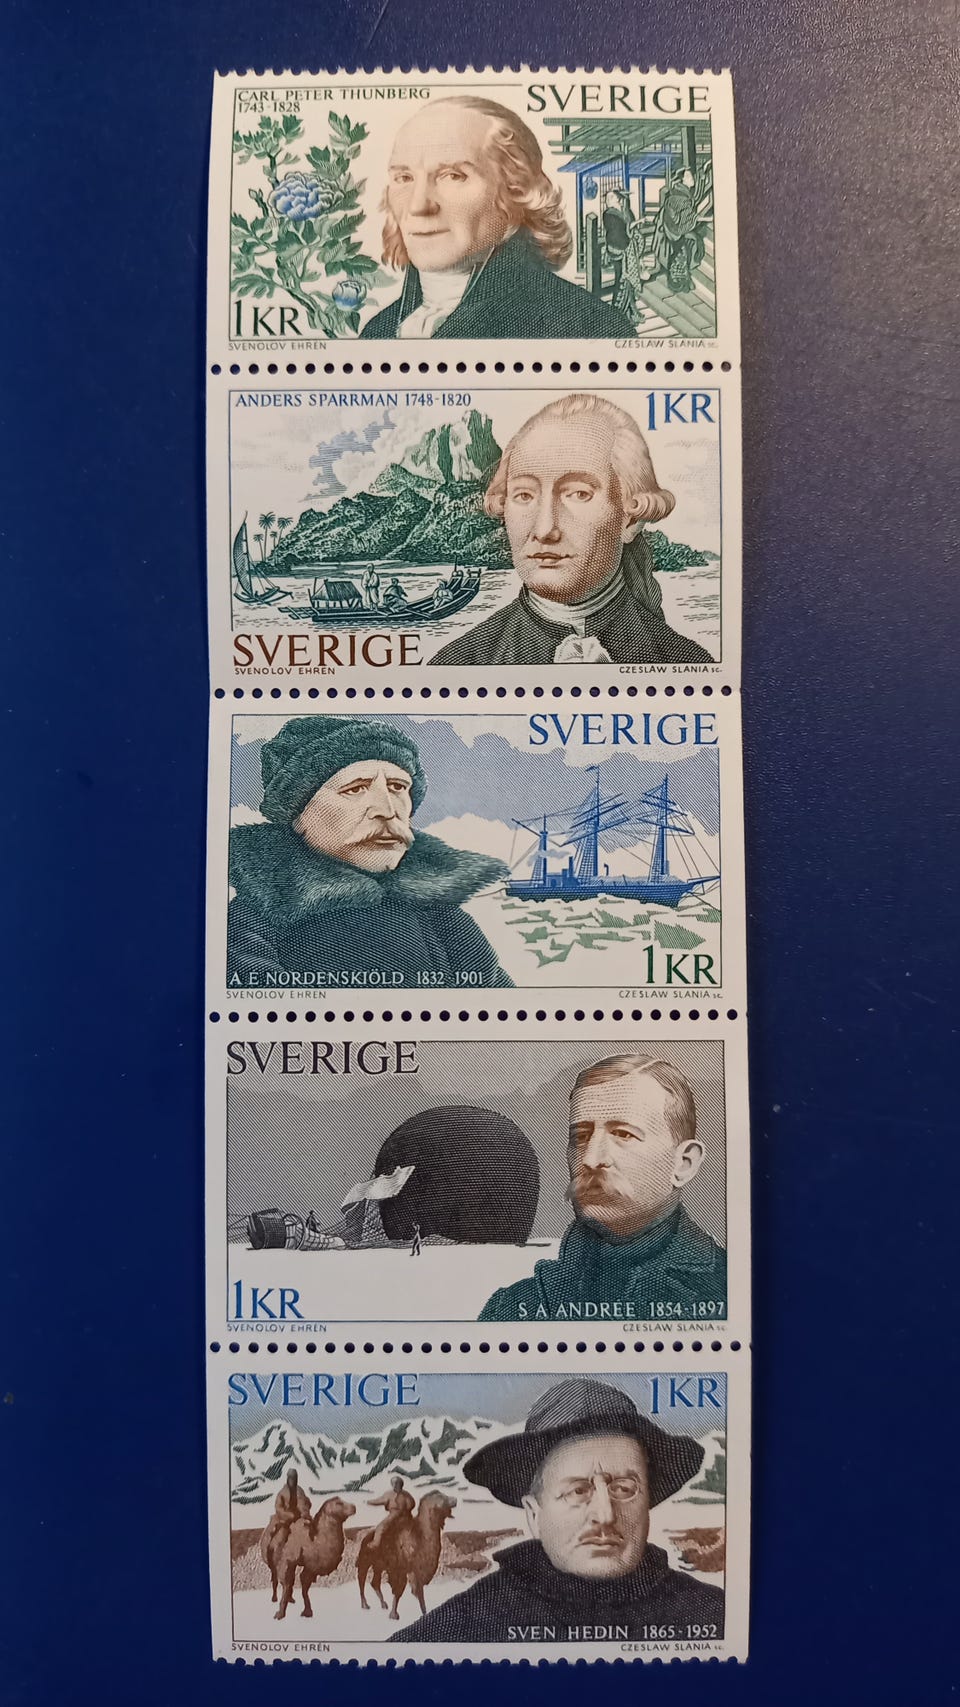 CARL PETER THUNBERG
1743-1828
SVERIGE
1KR
SVENOLOV EHRÉN
CZESLAW SLANIA sc.
ANDERS SPARRMAN 1748-1820
1KR
SVERIGE
SVENOLOV EHRÉN
CZESLAW SLANIA sc.
SVERIGE
1KR
A E NORDENSKIÖLD 1832-1901
SVENOLOV EHRÉN
CZESLAW SLANIA sc.
SVERIGE
1KR
S A ANDRÉE 1854-1897
SVENOLOV EHRÉN
CZESLAW SLANIA sc.
SVERIGE
1KR
SVEN HEDIN 1865-1952
SVENOLOV EHRÉN
CZESLAW SLANIA sc.